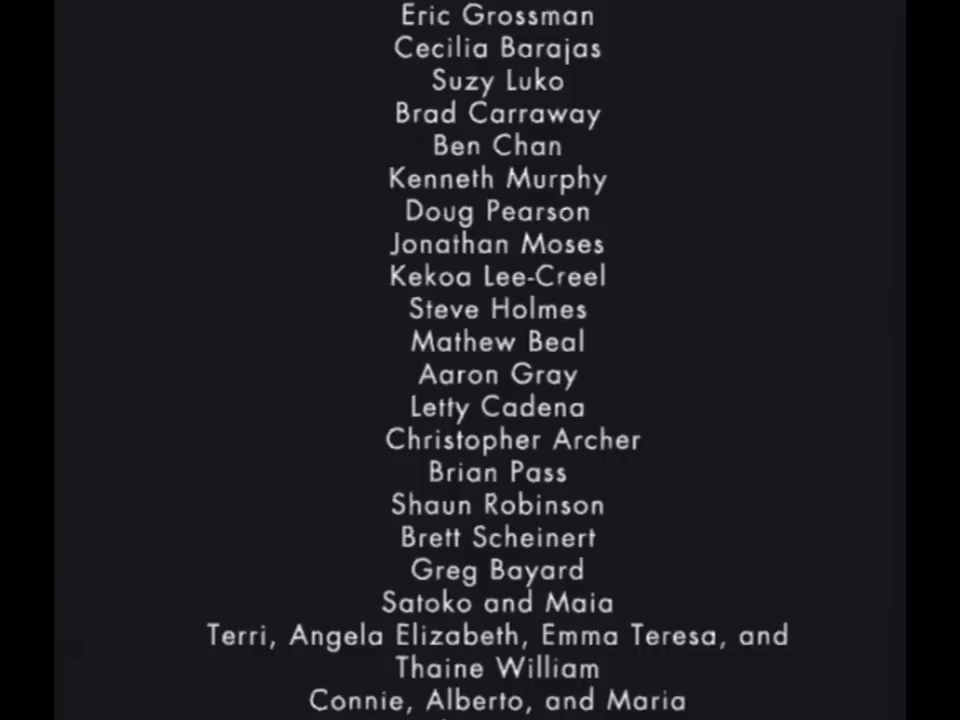 Eric Grossman
Cecilia Barajas
Suzy Luko
Brad Carraway
Ben Chan
Kenneth Murphy
Doug Pearson
Jonathan Moses
Kekoa Lee-Creel
Steve Holmes
Mathew Beal
Aaron Gray
Letty Cadena
Christopher Archer
Brian Pass
Shaun Robinson
Brett Scheinert
Greg Bayard
Satoko and Maia
Terri, Angela Elizabeth, Emma Teresa, and
Thaine William
Connie, Alberto, and Maria